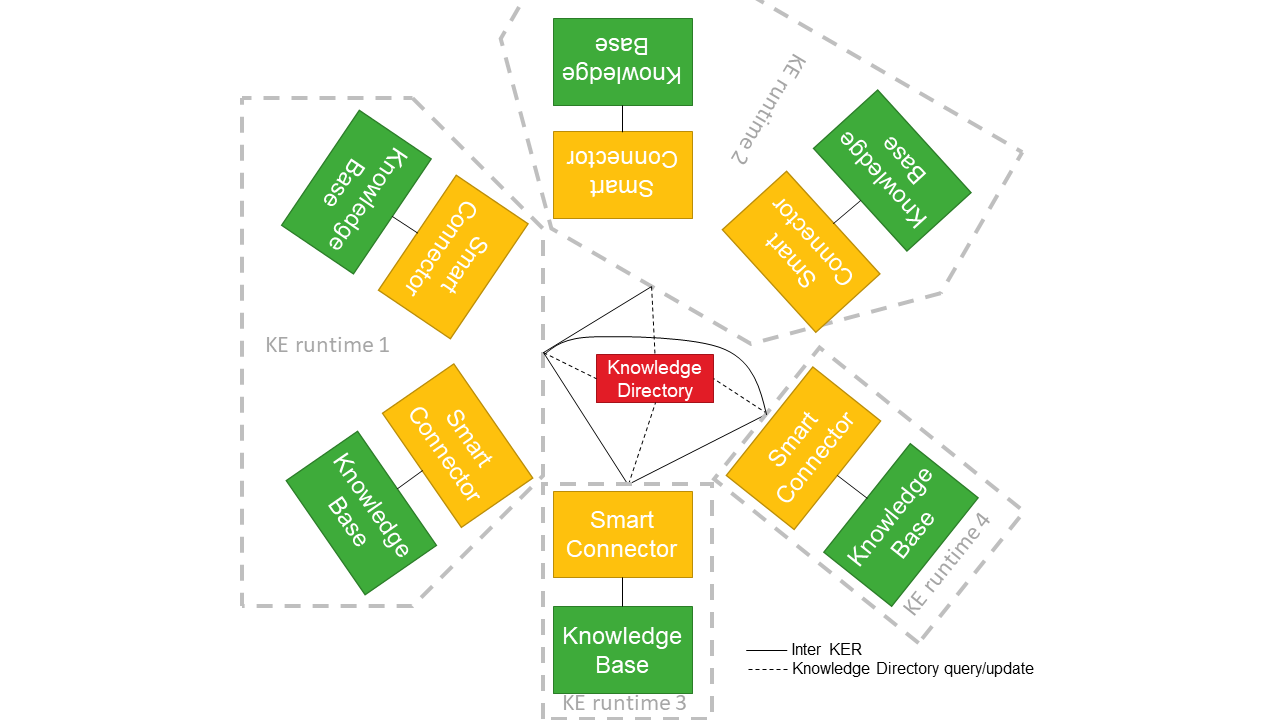 Knowledge
Base
Smart
Connector
KE runtime 2
Knowledge
Base
Smart
Connector
Knowledge
Base
Smart
Connector
KE runtime 1
Smart
Connector
Knowledge
Base
Knowledge
Directory
Smart
Connector
Knowledge
Base
KE runtime 4
Smart
Connector
Knowledge
Base
KE runtime 3
Inter KER
Knowledge Directory query/update